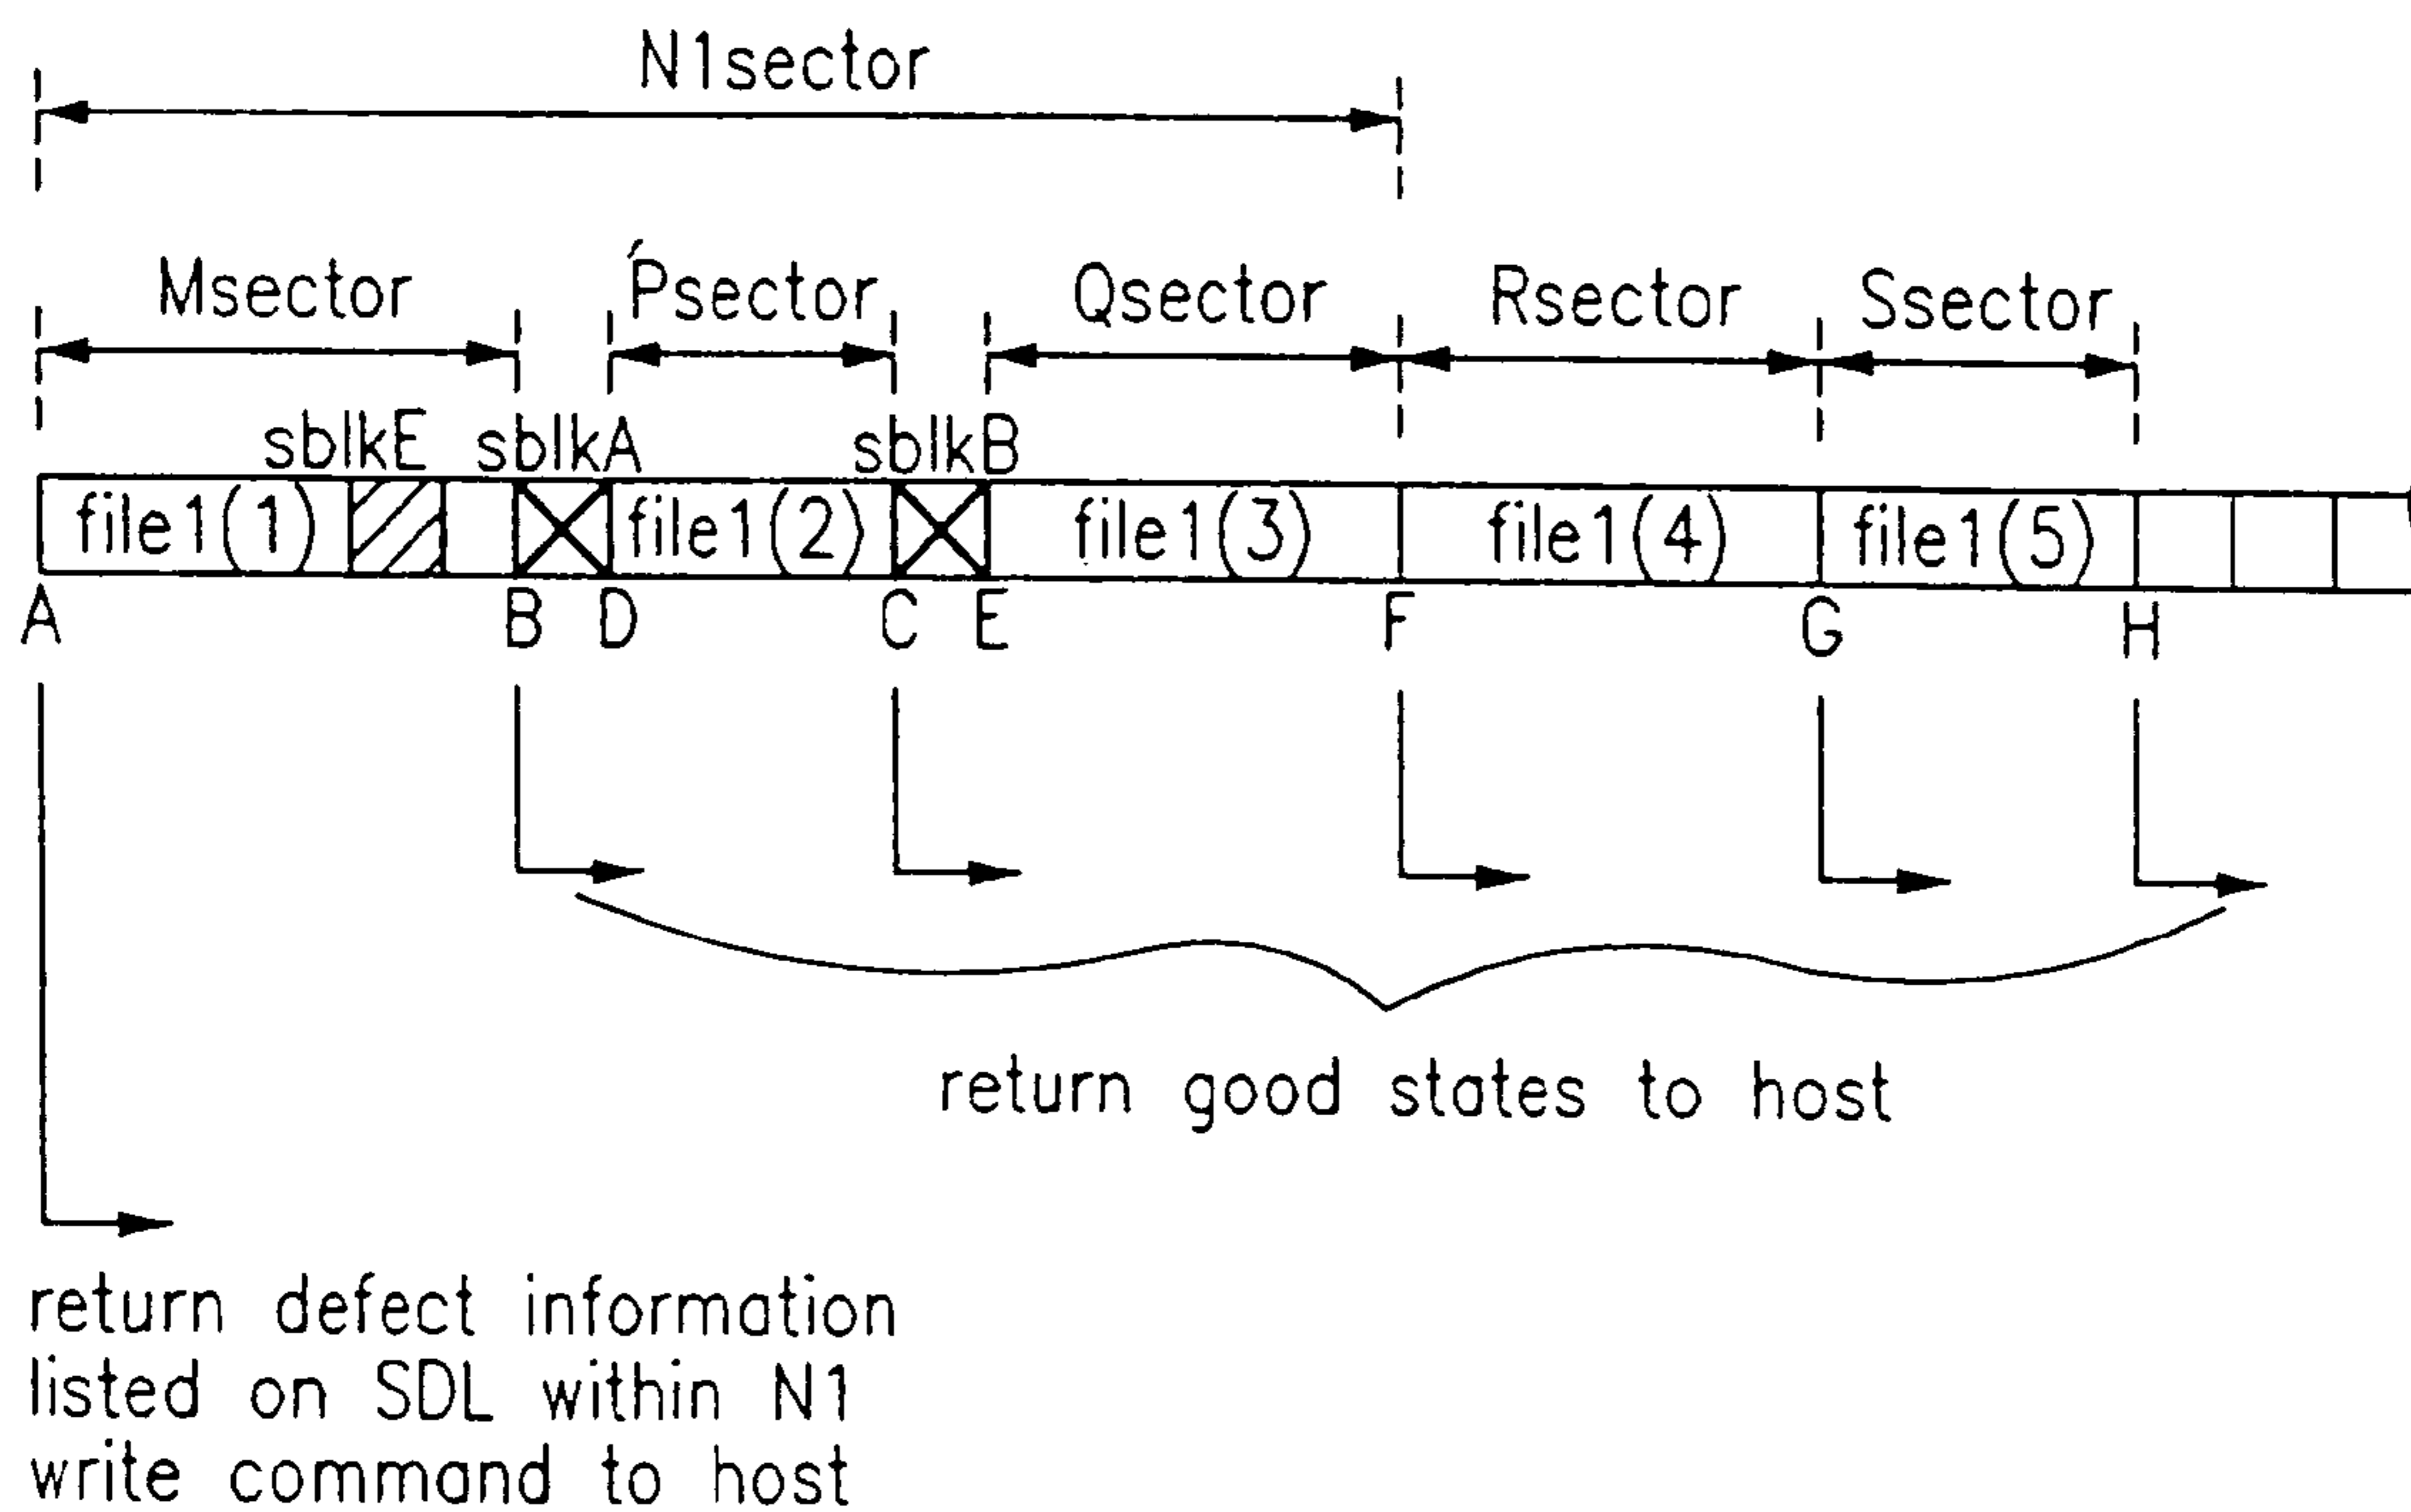 N1sector
Msector Psector Qsector Rsector Ssector
sblkE sblkA sblkB
file1(1) file1(2) file1(3) file1(4) file1(5)
A B D C E F G H
return good states to host
return defect information
listed on SDL within N1
write command to host